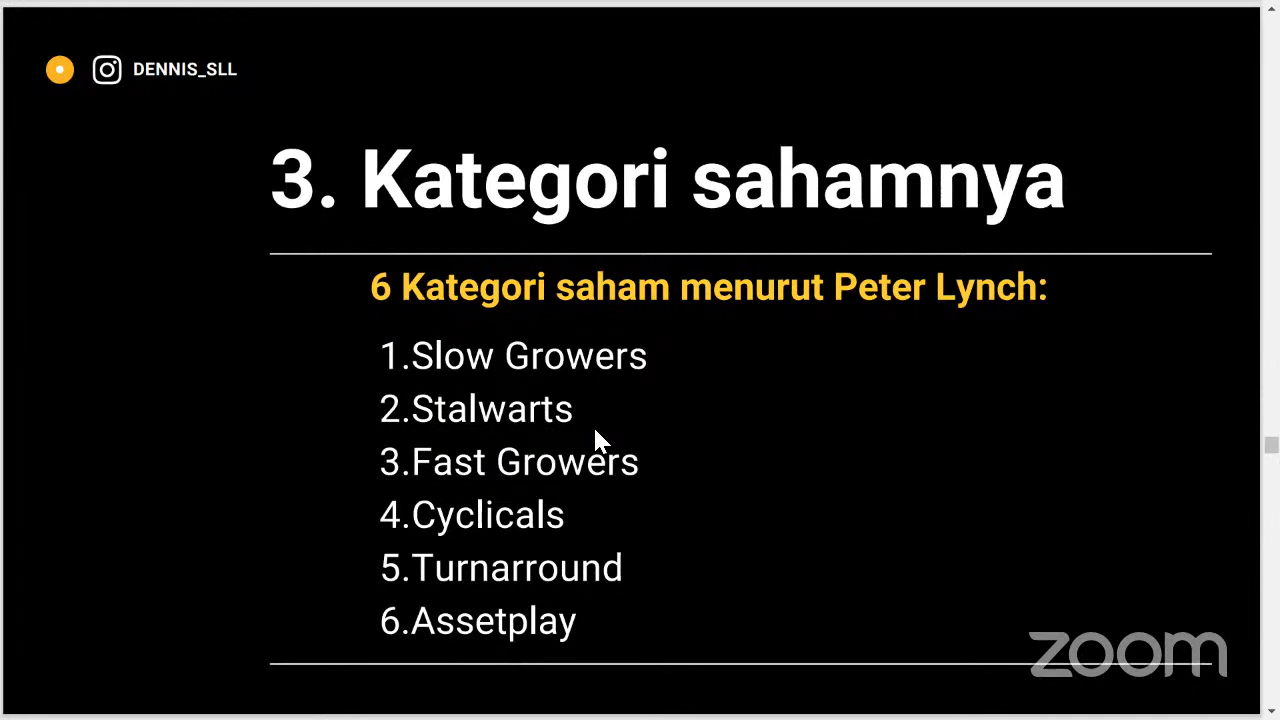 DENNIS_SLL
3. Kategori sahamnya
6 Kategori saham menurut Peter Lynch:
1.Slow Growers
2.Stalwarts
3.Fast Growers
4.Cyclicals
5.Turnarround
6.Assetplay
zoom